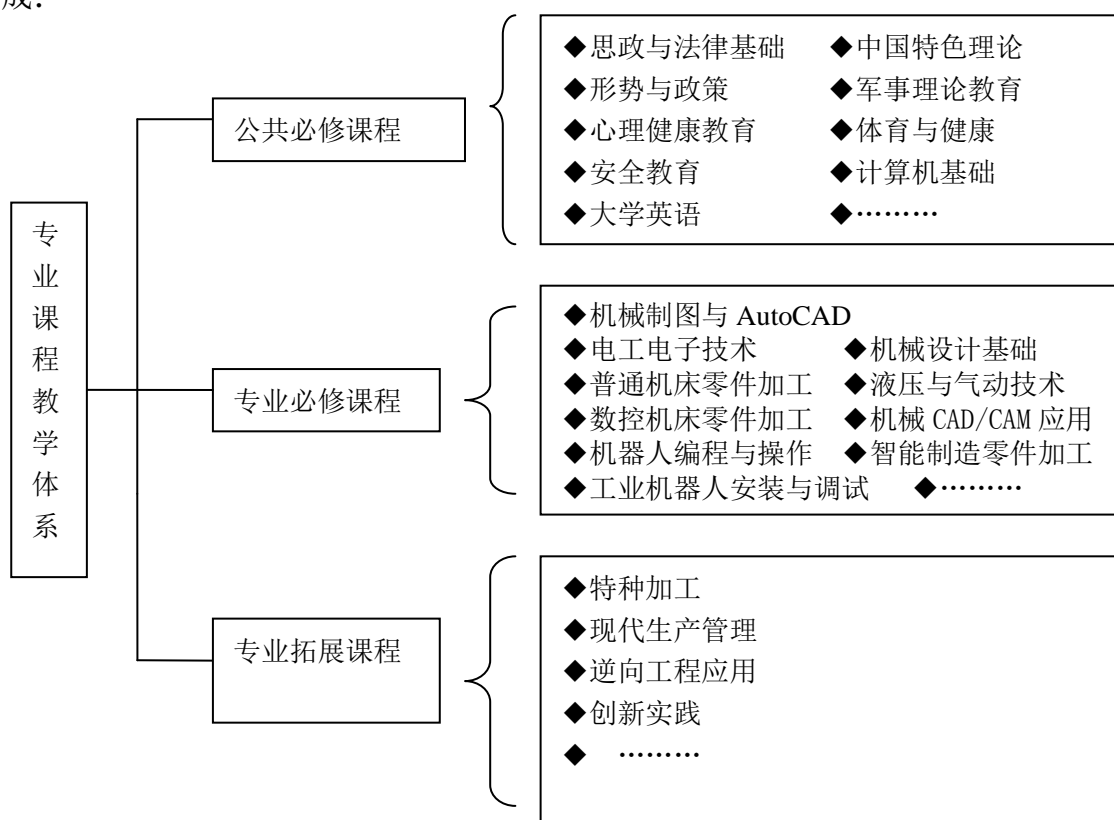 成：
专业课程教学体系
公共必修课程
◆思政与法律基础 ◆中国特色理论
◆形势与政策 ◆军事理论教育
◆心理健康教育 ◆体育与健康
◆安全教育 ◆计算机基础
◆大学英语 ◆………
专业必修课程
◆机械制图与 AutoCAD
◆电工电子技术 ◆机械设计基础
◆普通机床零件加工 ◆液压与气动技术
◆数控机床零件加工 ◆机械 CAD/CAM 应用
◆机器人编程与操作 ◆智能制造零件加工
◆工业机器人安装与调试 ◆………
专业拓展课程
◆特种加工
◆现代生产管理
◆逆向工程应用
◆创新实践
◆ ………